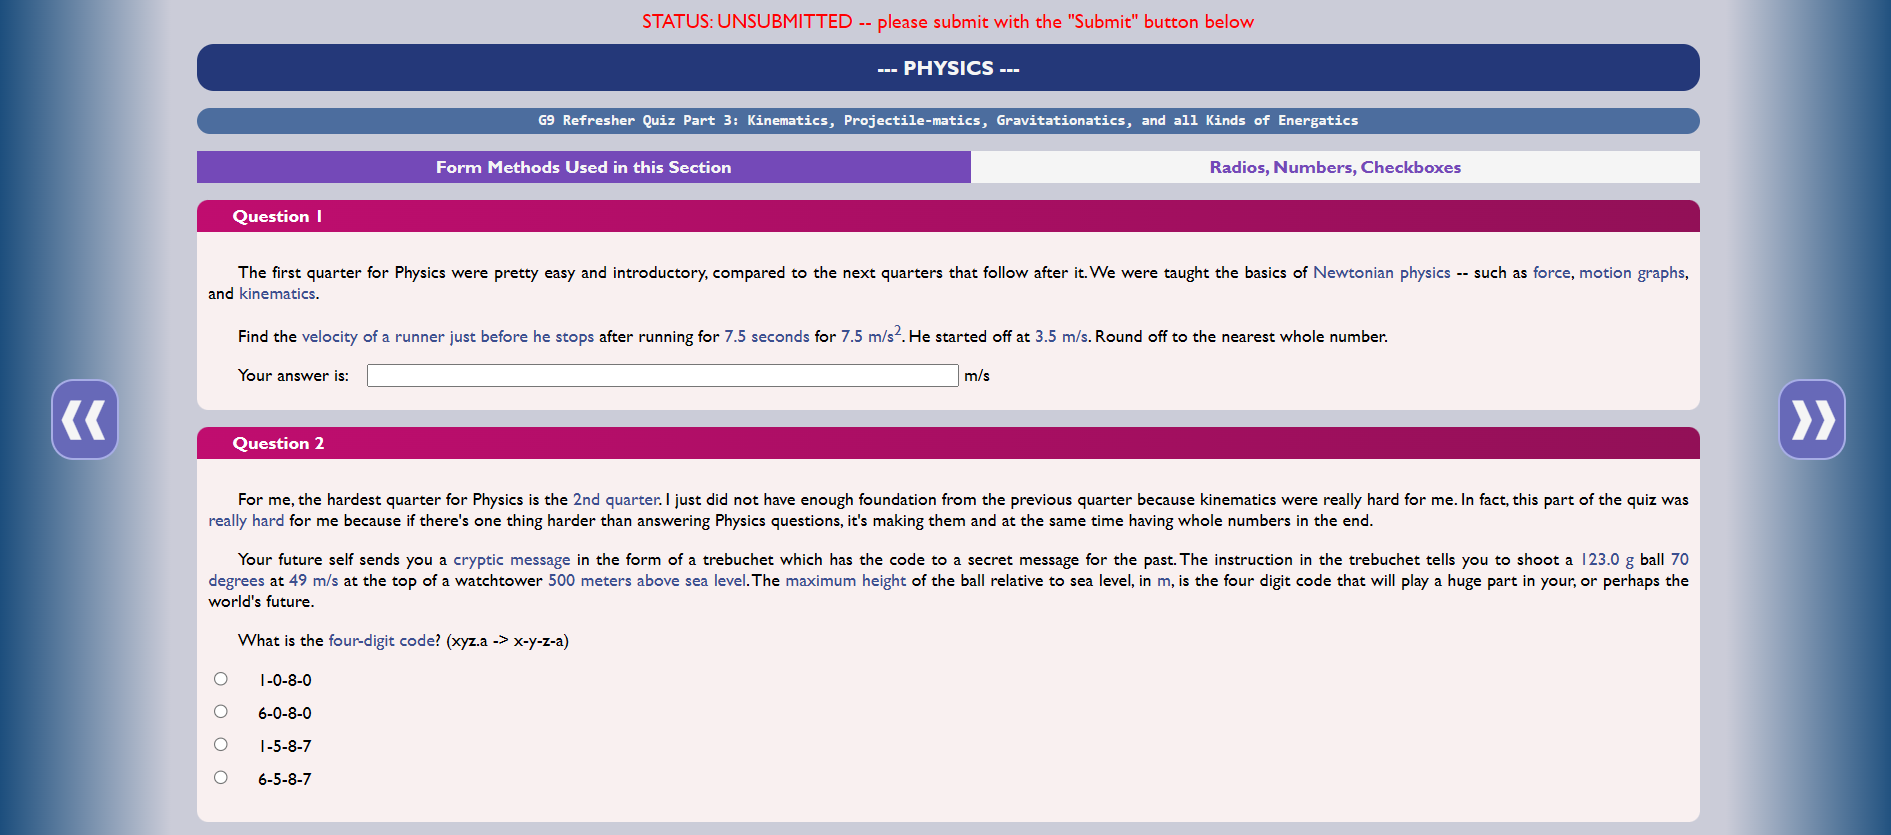 STATUS: UNSUBMITTED -- please submit with the "Submit" button below
--- PHYSICS ---
G9 Refresher Quiz Part 3: Kinematics, Projectile-matics, Gravitationatics, and all Kinds of Energatics
Form Methods Used in this Section
Radios, Numbers, Checkboxes
Question 1
The first quarter for Physics were pretty easy and introductory, compared to the next quarters that follow after it. We were taught the basics of Newtonian physics -- such as force, motion graphs,
and kinematics.
Find the velocity of a runner just before he stops after running for 7.5 seconds for 7.5 m/s². He started off at 3.5 m/s. Round off to the nearest whole number.
Your answer is: m/s
Question 2
For me, the hardest quarter for Physics is the 2nd quarter. I just did not have enough foundation from the previous quarter because kinematics were really hard for me. In fact, this part of the quiz was
really hard for me because if there's one thing harder than answering Physics questions, it's making them and at the same time having whole numbers in the end.
Your future self sends you a cryptic message in the form of a trebuchet which has the code to a secret message for the past. The instruction in the trebuchet tells you to shoot a 123.0 g ball 70
degrees at 49 m/s at the top of a watchtower 500 meters above sea level. The maximum height of the ball relative to sea level, in m, is the four digit code that will play a huge part in your, or perhaps the
world's future.
What is the four-digit code? (xyz.a -> x-y-z-a)
1-0-8-0
6-0-8-0
1-5-8-7
6-5-8-7